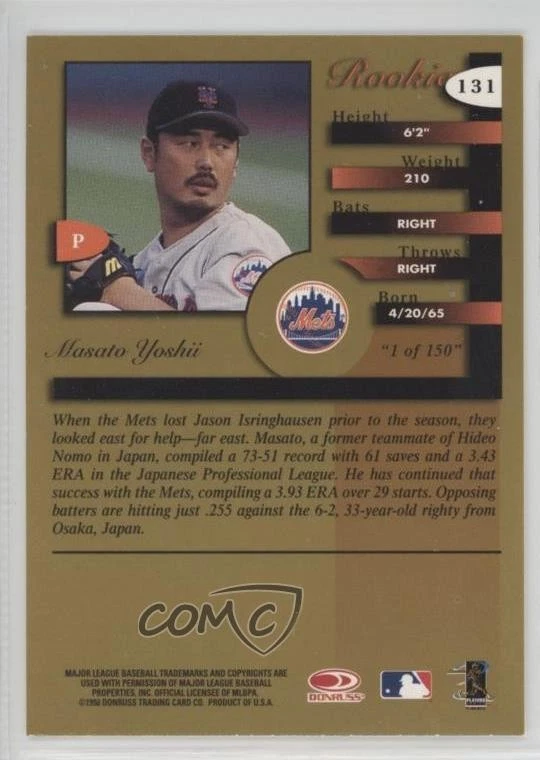 Rookie
131
Height
6'2"
Weight
210
Bats
RIGHT
Throws
RIGHT
Born
4/20/65
P
Mets
Masato Yoshii
"1 of 150"
When the Mets lost Jason Isringhausen prior to the season, they
looked east for help—far east. Masato, a former teammate of Hideo
Nomo in Japan, compiled a 73-51 record with 61 saves and a 3.43
ERA in the Japanese Professional League. He has continued that
success with the Mets, compiling a 3.93 ERA over 29 starts. Opposing
batters are hitting just .255 against the 6-2, 33-year-old righty from
Osaka, Japan.
COMC
MAJOR LEAGUE BASEBALL TRADEMARKS AND COPYRIGHTS ARE
USED WITH PERMISSION OF MAJOR LEAGUE BASEBALL
PROPERTIES, INC. OFFICIAL LICENSEE OF MLBPA.
©1998 DONRUSS TRADING CARD CO. PRODUCT OF U.S.A.
DONRUSS